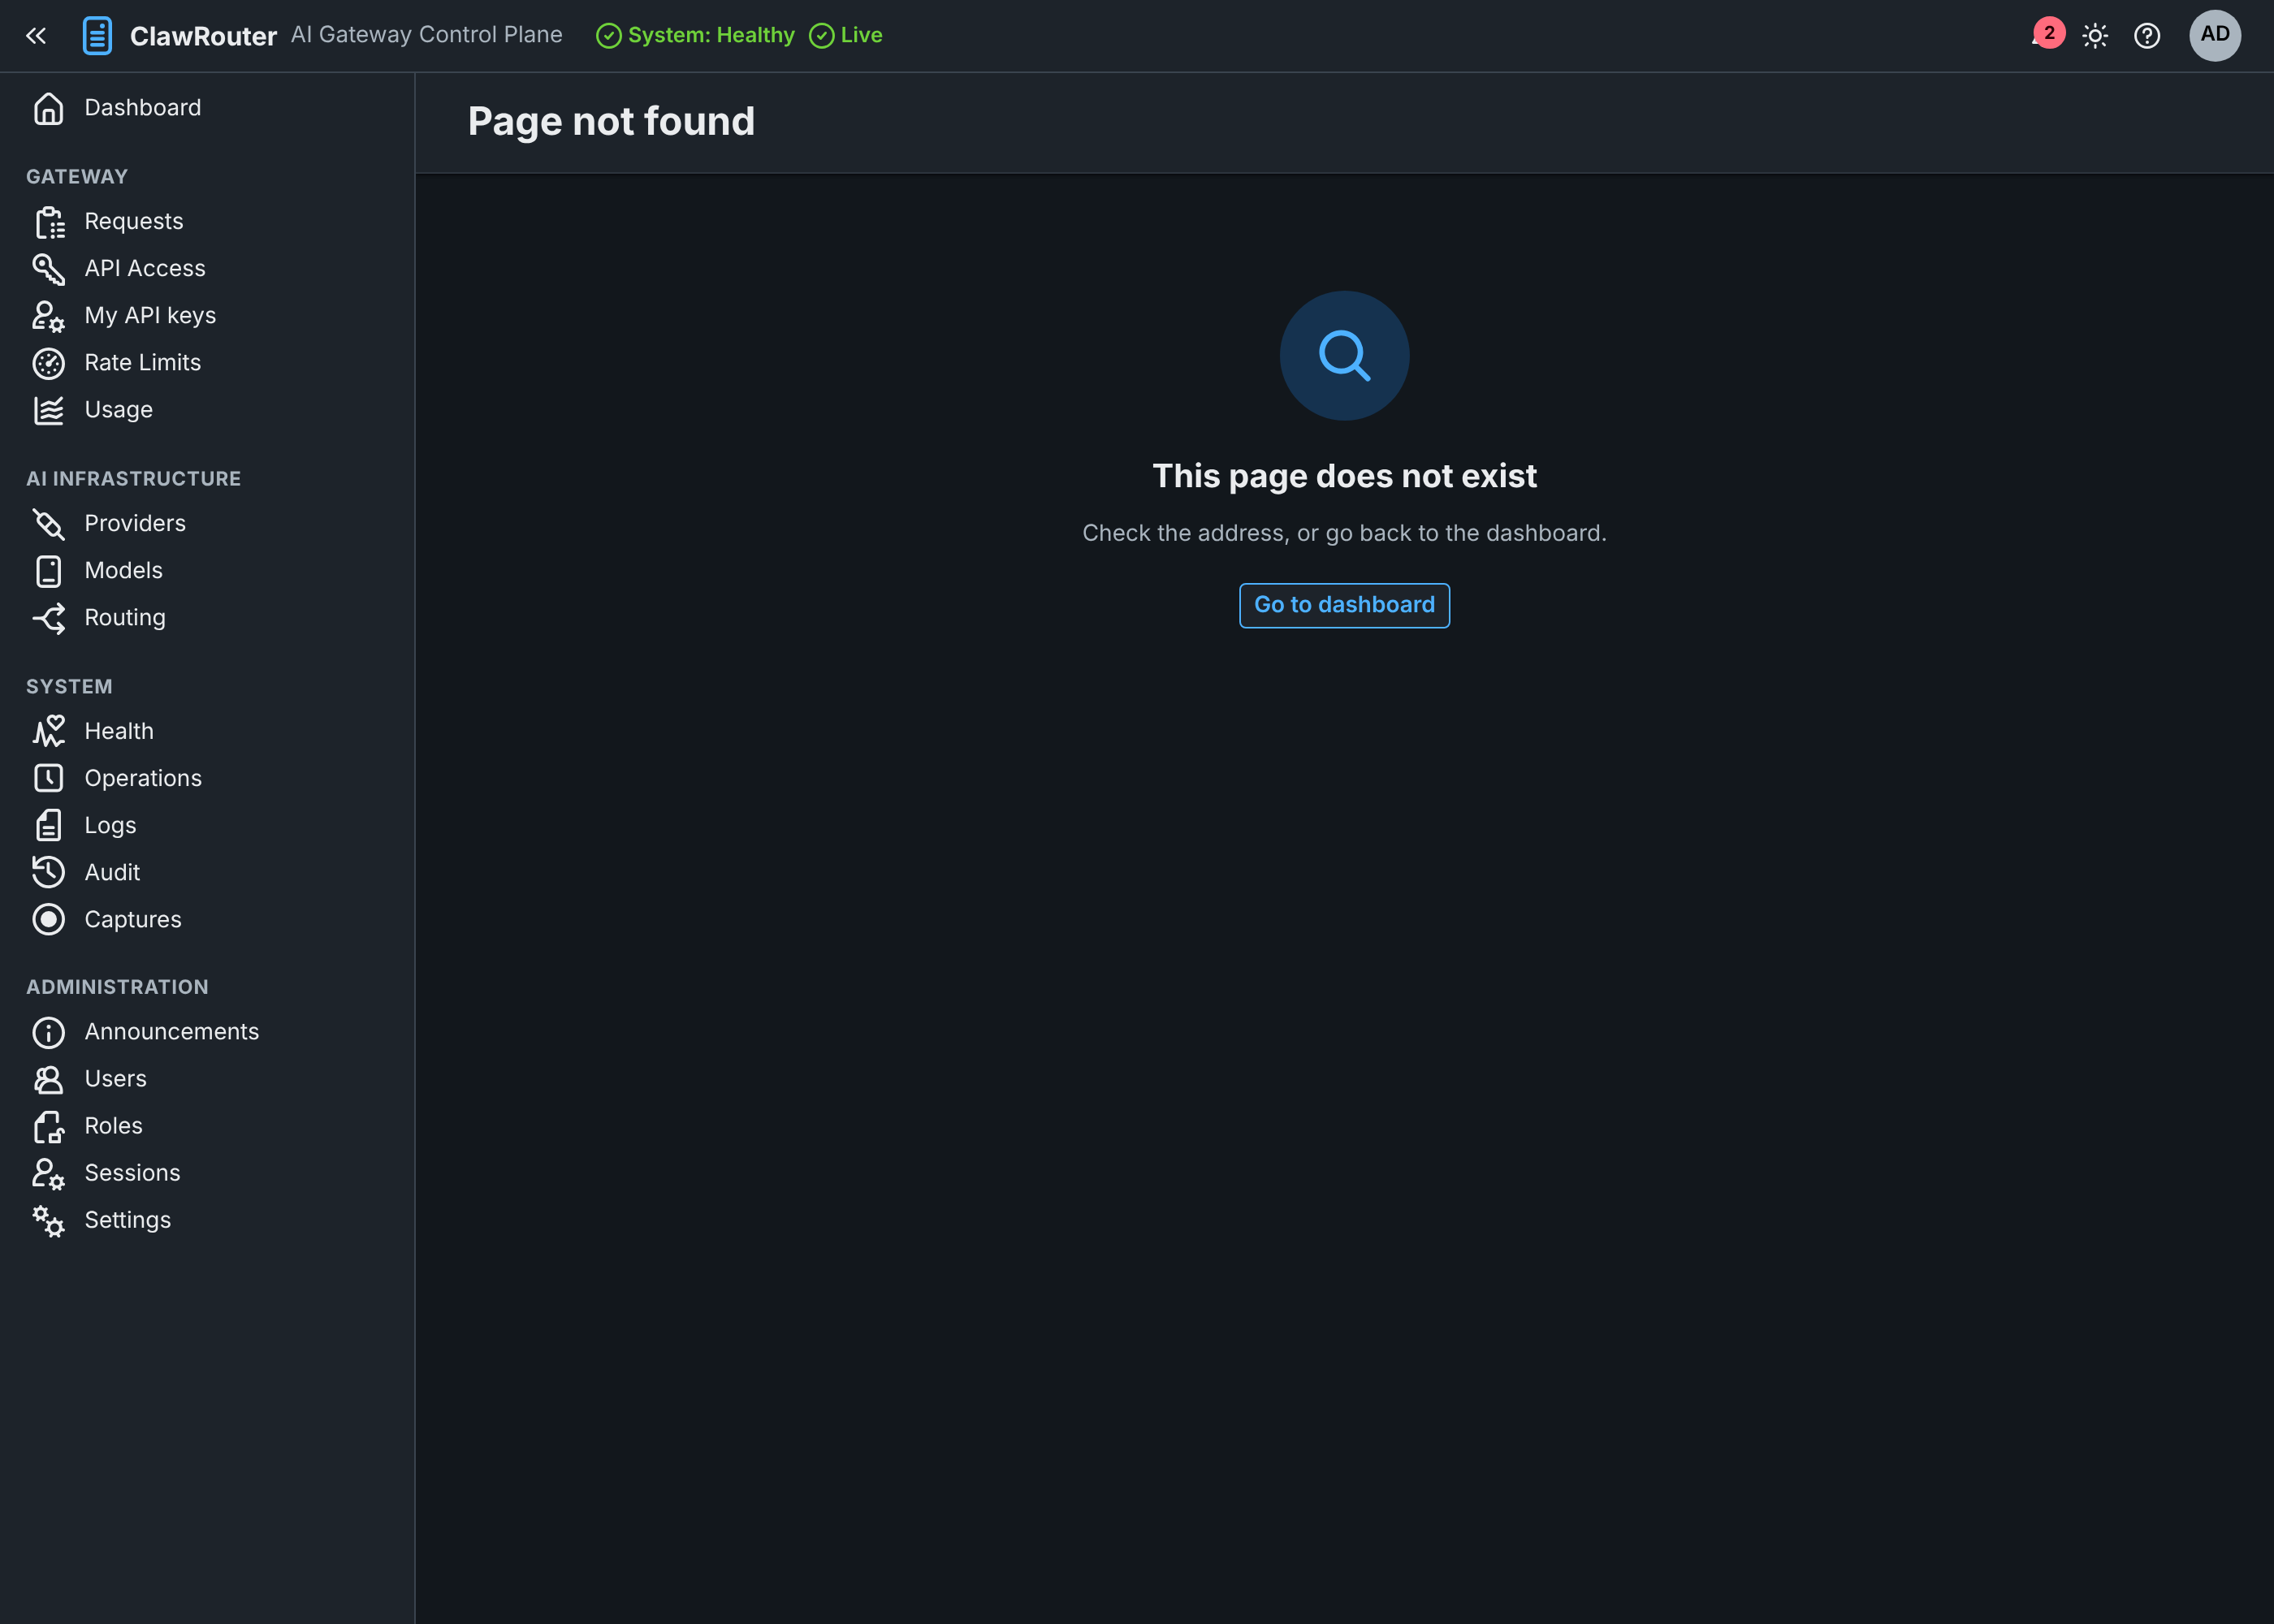 ClawRouter AI Gateway Control Plane System: Healthy Live 2 AD
Dashboard
GATEWAY
Requests
API Access
My API keys
Rate Limits
Usage
AI INFRASTRUCTURE
Providers
Models
Routing
SYSTEM
Health
Operations
Logs
Audit
Captures
ADMINISTRATION
Announcements
Users
Roles
Sessions
Settings
Page not found
This page does not exist
Check the address, or go back to the dashboard.
Go to dashboard